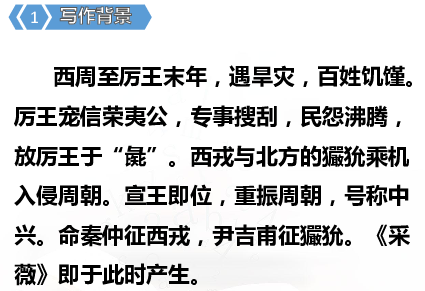 1 写作背景
西周至厉王末年，遇旱灾，百姓饥馑。
厉王宠信荣夷公，专事搜刮，民怨沸腾，
放厉王于“彘”。西戎与北方的玁狁乘机
入侵周朝。宣王即位，重振周朝，号称中
兴。命秦仲征西戎，尹吉甫征玁狁。《采
薇》即于此时产生。